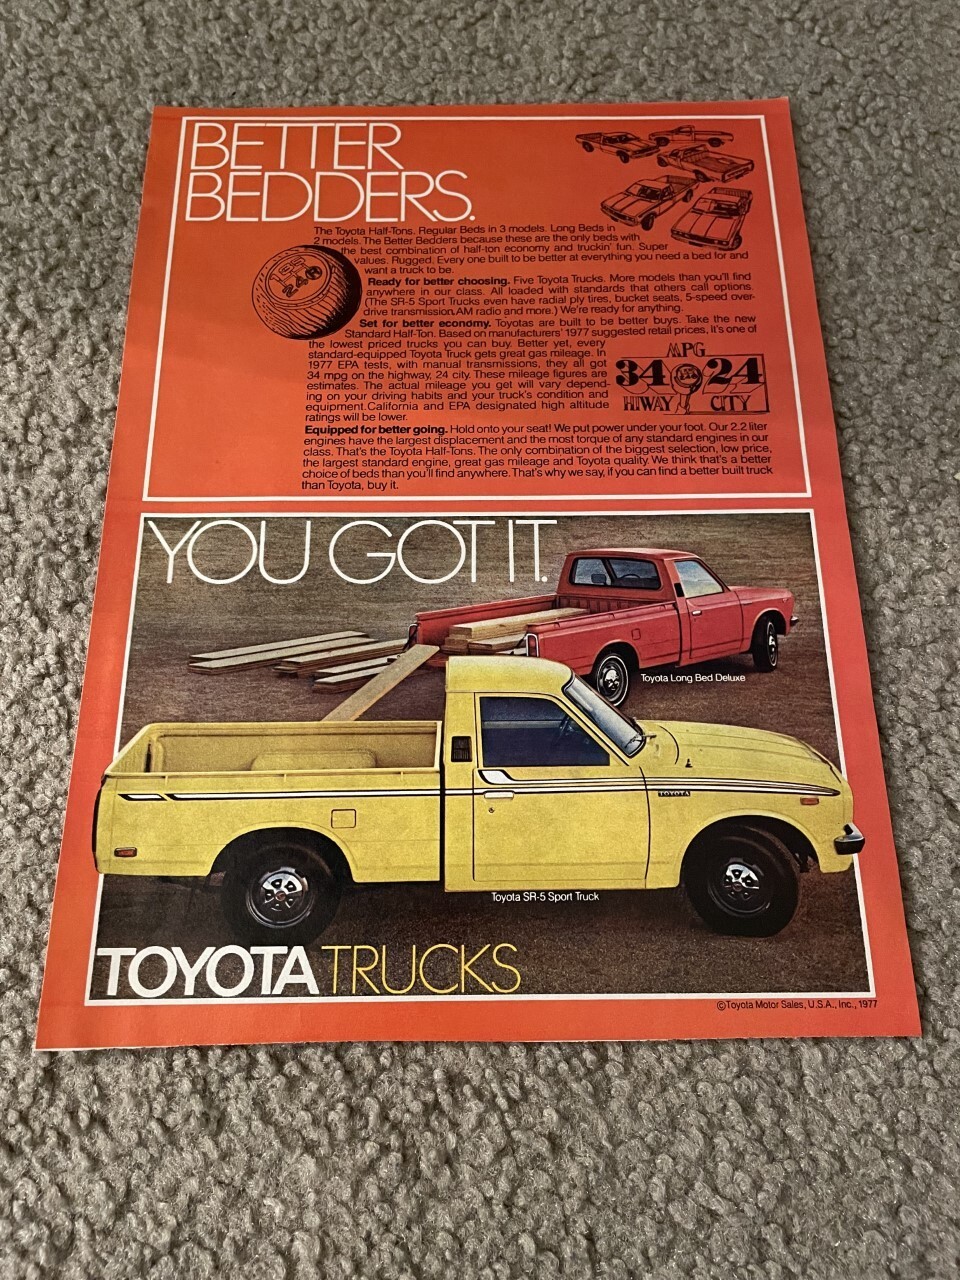 BETTER
BEDDERS.
The Toyota Half-Tons. Regular Beds in 3 models. Long Beds in
2 models. The Better Bedders because these are the only beds with
the best combination of half-ton economy and truckin' fun. Super
values. Rugged. Every one built to be better at everything you need a bed for and
want a truck to be.
Ready for better choosing. Five Toyota Trucks. More models than you'll find
anywhere in our class. All loaded with standards that others call options.
(The SR-5 Sport Trucks even have radial ply tires, bucket seats, 5-speed over-
drive transmission, AM radio and more.) We're ready for anything.
Set for better economy. Toyotas are built to be better buys. Take the new
Standard Half-Ton. Based on manufacturers' 1977 suggested retail prices, It's one of
the lowest priced trucks you can buy. Better yet, every
standard-equipped Toyota Truck gets great gas mileage. In
1977 EPA tests, with manual transmissions, they all got
34 mpg on the highway, 24 city. These mileage figures are
estimates. The actual mileage you get will vary depend-
ing on your driving habits and your truck's condition and
equipment. California and EPA designated high altitude
ratings will be lower.
MPG
34 24
HIWAY CITY
Equipped for better going. Hold onto your seat! We put power under your foot. Our 2.2 liter
engines have the largest displacement and the most torque of any standard engines in our
class. That's the Toyota Half-Tons. The only combination of the biggest selection, low price,
the largest standard engine, great gas mileage and Toyota quality. We think that's a better
choice of beds than you'll find anywhere. That's why we say, if you can find a better built truck
than Toyota, buy it.
YOU GOT IT.
Toyota Long Bed Deluxe
TOYOTA
Toyota SR-5 Sport Truck
TOYOTA TRUCKS
©Toyota Motor Sales, U.S.A., Inc., 1977